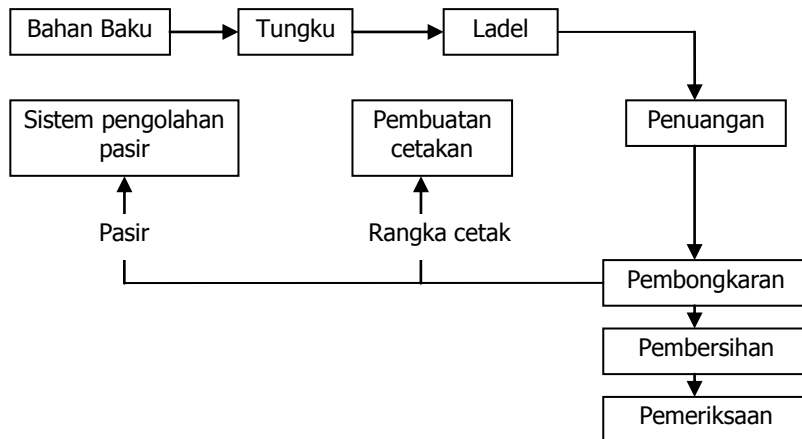 Bahan Baku
Tungku
Ladel
Sistem pengolahan
pasir
Pembuatan
cetakan
Penuangan
Pasir
Rangka cetak
Pembongkaran
Pembersihan
Pemeriksaan